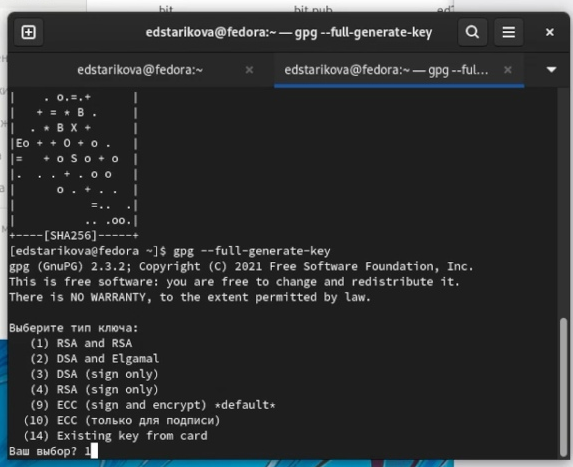 bit
bit.pub
edstarikova@fedora:~ — gpg --full-generate-key
edstarikova@fedora:~
edstarikova@fedora:~ — gpg --ful...
|    . o.=.+      |
|   + = * B .     |
|  . * B X +      |
|Eo + + O + o .   |
|=   + o S o + o  |
|.  . . + . o o   |
|      o . + . .  |
|           =..  .|
|          .. .oo.|
+----[SHA256]-----+
[edstarikova@fedora ~]$ gpg --full-generate-key
gpg (GnuPG) 2.3.2; Copyright (C) 2021 Free Software Foundation, Inc.
This is free software: you are free to change and redistribute it.
There is NO WARRANTY, to the extent permitted by law.
Выберите тип ключа:
(1) RSA and RSA
(2) DSA and Elgamal
(3) DSA (sign only)
(4) RSA (sign only)
(9) ECC (sign and encrypt) *default*
(10) ECC (только для подписи)
(14) Existing key from card
Ваш выбор? 1